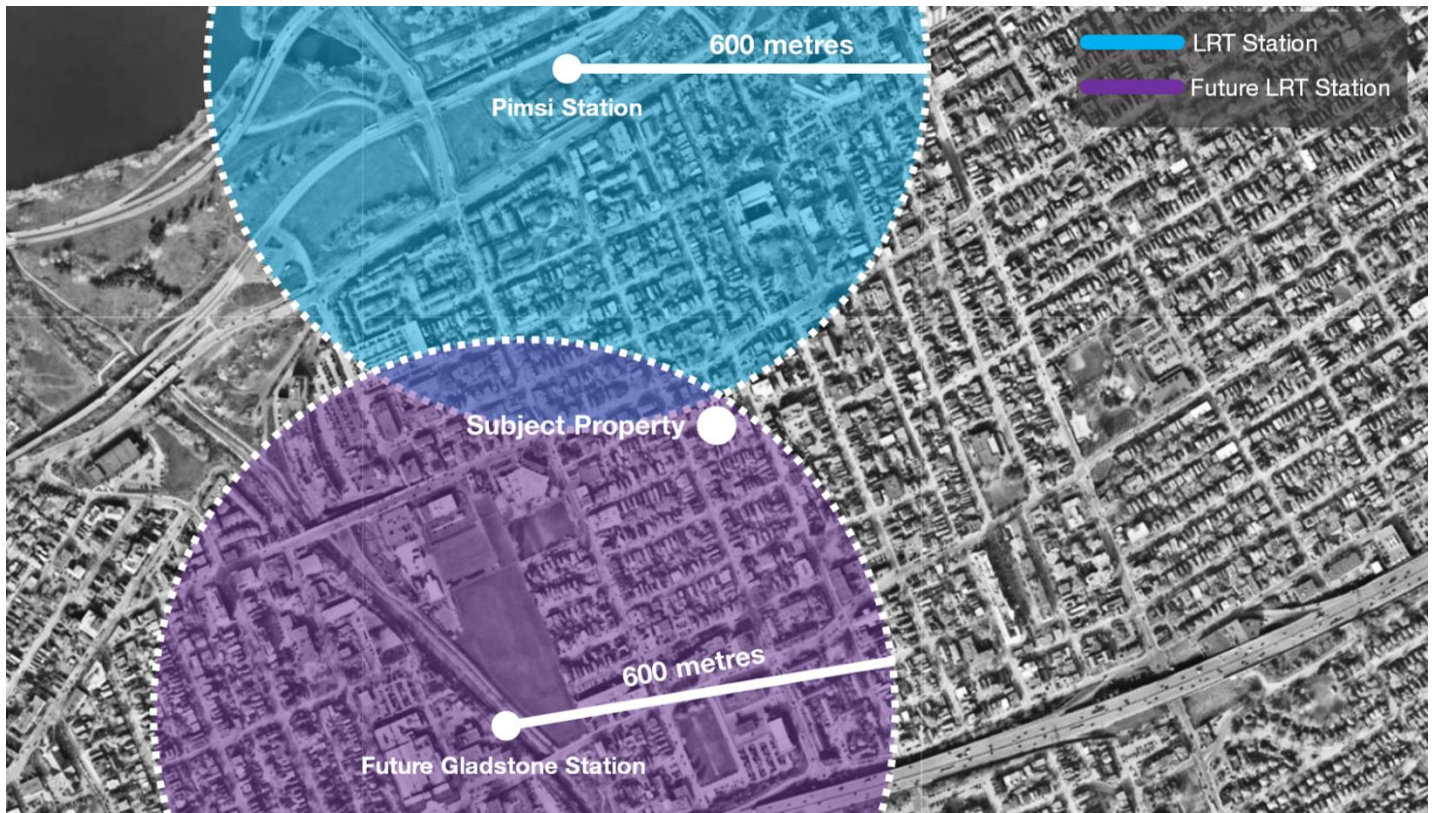 600 metres
LRT Station
Future LRT Station
Pimsi Station
Subject Property
600 metres
Future Gladstone Station